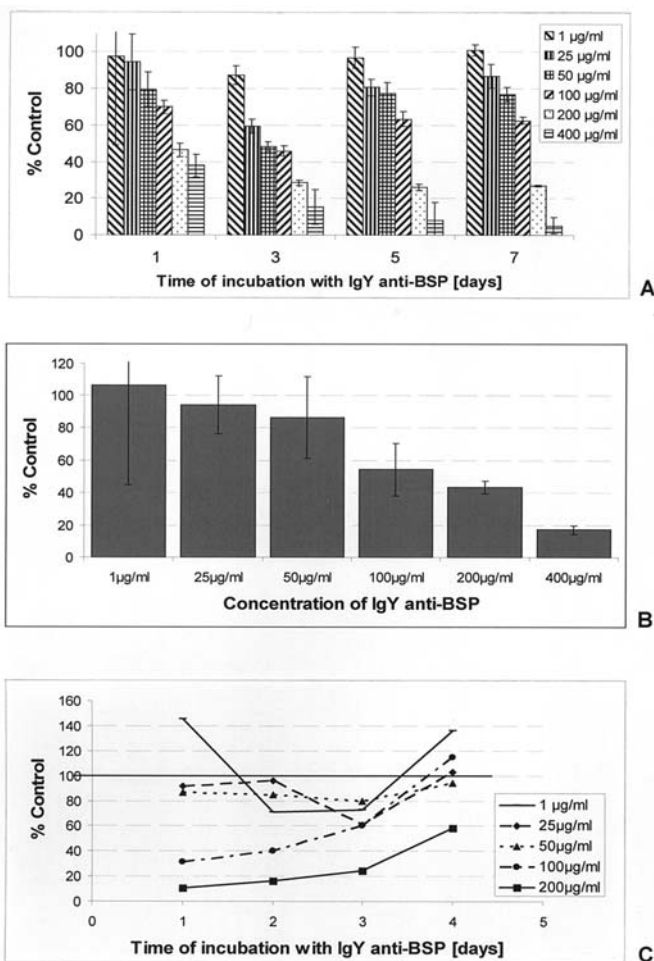 100
80
60
40
20
0
% Control
1 µg/ml
25 µg/ml
50 µg/ml
100 µg/ml
200 µg/ml
400 µg/ml
1 3 5 7
Time of incubation with IgY anti-BSP [days]
A
120
100
80
60
40
20
0
% Control
1µg/ml 25µg/ml 50µg/ml 100µg/ml 200µg/ml 400µg/ml
Concentration of IgY anti-BSP
B
160
140
120
100
80
60
40
20
0
% Control
1 µg/ml
25µg/ml
50µg/ml
100µg/ml
200µg/ml
0 1 2 3 4 5
Time of incubation with IgY anti-BSP [days]
C